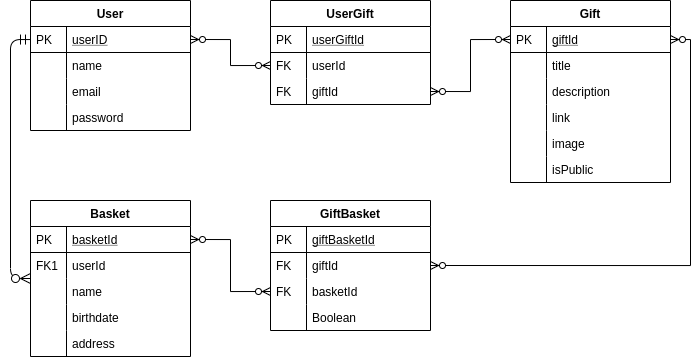 User
PK userID
name
email
password
UserGift
PK userGiftId
FK userId
FK giftId
Gift
PK giftId
title
description
link
image
isPublic
Basket
PK basketId
FK1 userId
name
birthdate
address
GiftBasket
PK giftBasketId
FK giftId
FK basketId
Boolean